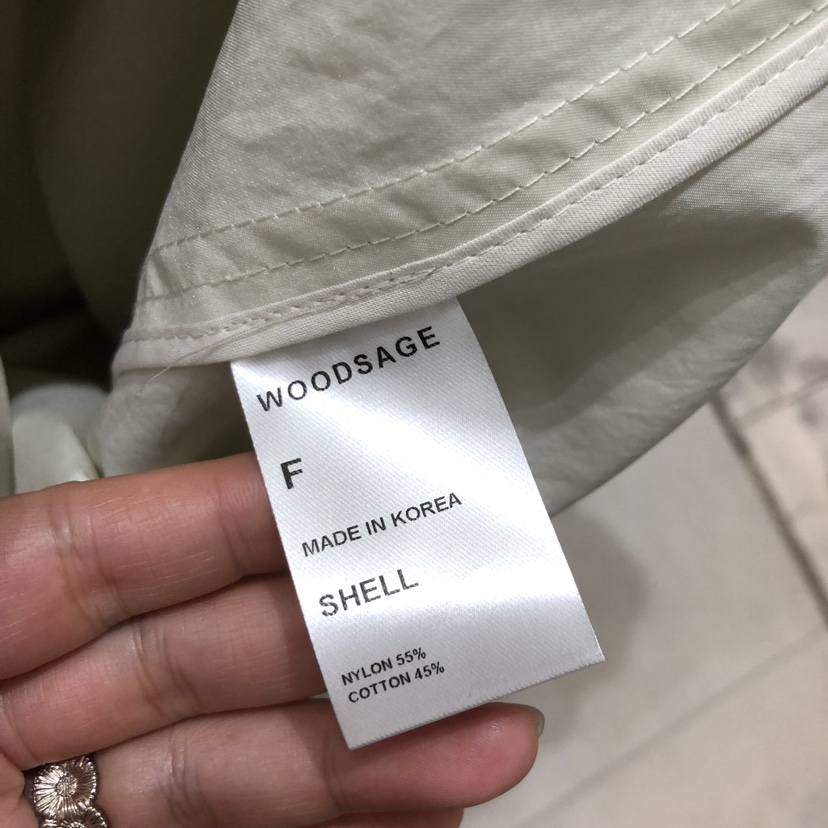 WOODSAGE
F
MADE IN KOREA
SHELL
NYLON 55%
COTTON 45%